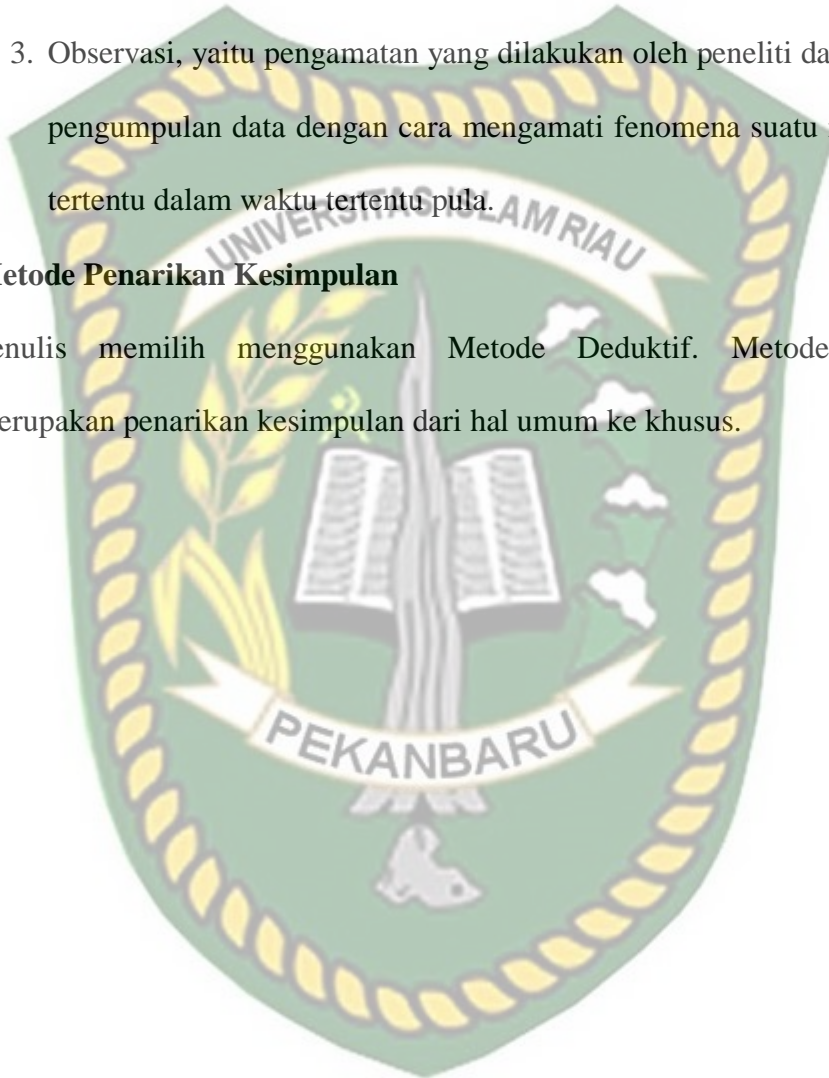 3. Observasi, yaitu pengamatan yang dilakukan oleh peneliti da
pengumpulan data dengan cara mengamati fenomena suatu
tertentu dalam waktu tertentu pula.
UNIVERSITAS ISLAM RIAU
etode Penarikan Kesimpulan
enulis memilih menggunakan Metode Deduktif. Metode
erupakan penarikan kesimpulan dari hal umum ke khusus.
PEKANBARU